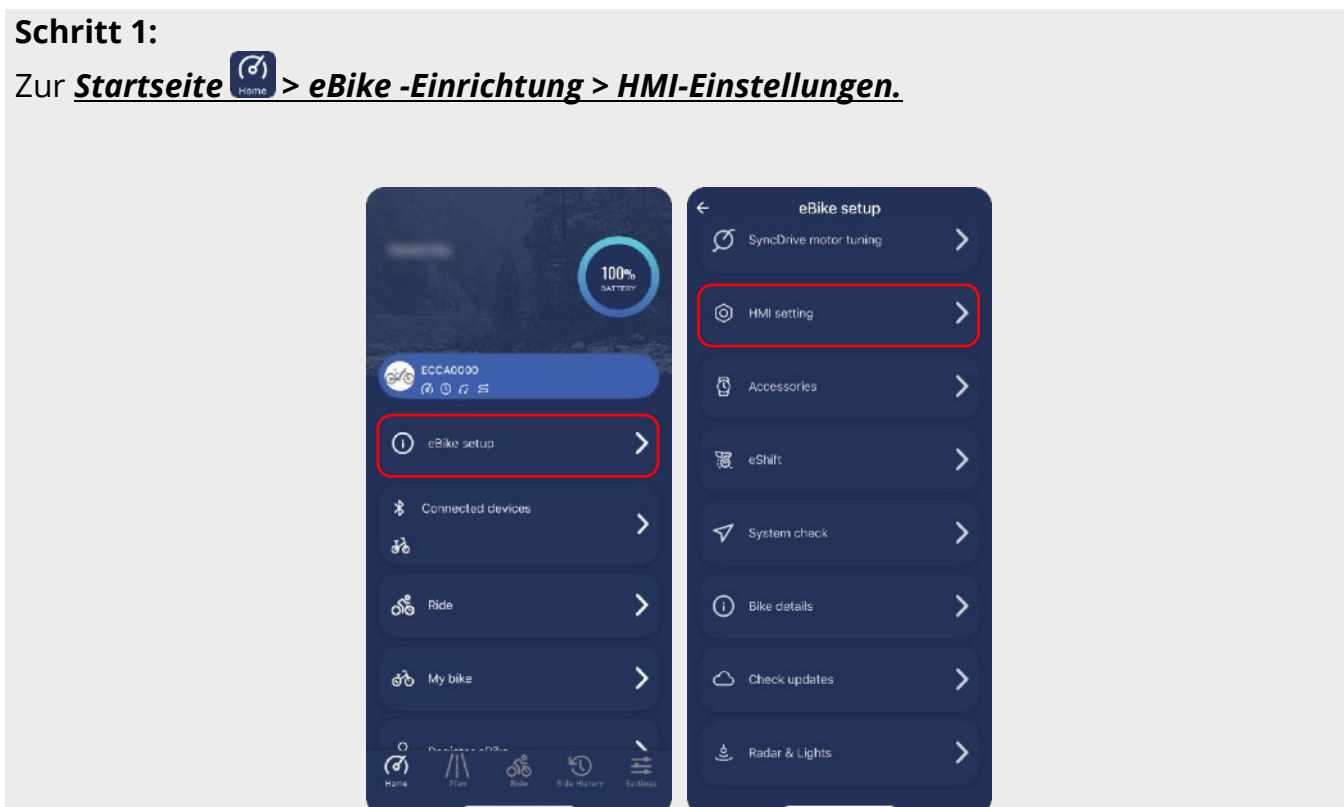 Schritt 1:
Zur Startseite Home > eBike -Einrichtung > HMI-Einstellungen.
100%
BATTERY
ECCA0000
eBike setup
Connected devices
Ride
My bike
Register eBike
Home
Plan
Ride
Ride History
Settings
eBike setup
SyncDrive motor tuning
HMI setting
Accessories
eShift
System check
Bike details
Check updates
Radar & Lights